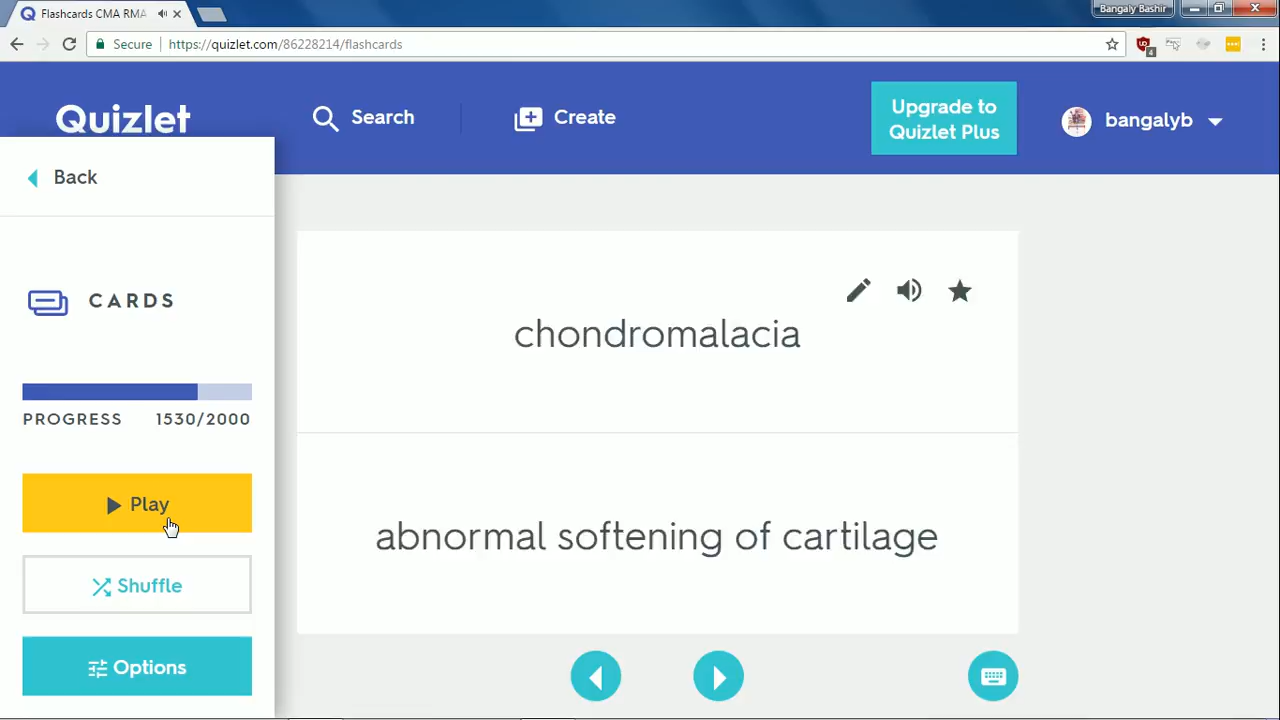 Flashcards CMA RMA
Bangaly Bashir
Secure
https://quizlet.com/86228214/flashcards
4
Quizlet
Search
Create
Upgrade to
Quizlet Plus
bangalyb
Back
CARDS
PROGRESS 1530/2000
Play
Shuffle
Options
chondromalacia
abnormal softening of cartilage